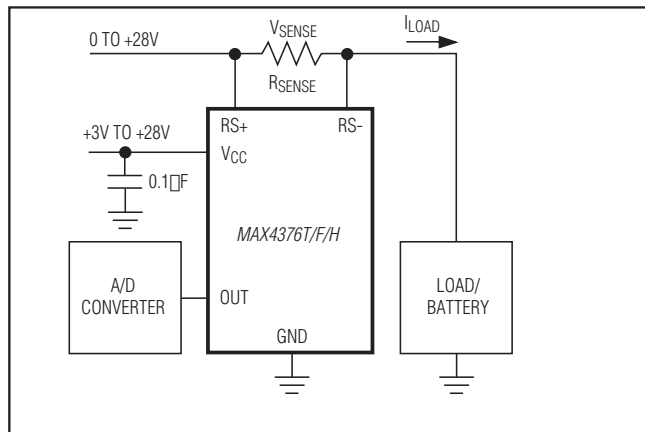 0 TO +28V
VSENSE
ILOAD
RSENSE
RS+
RS-
+3V TO +28V
VCC
0.1▯F
MAX4376T/F/H
A/D
CONVERTER
OUT
LOAD/
BATTERY
GND